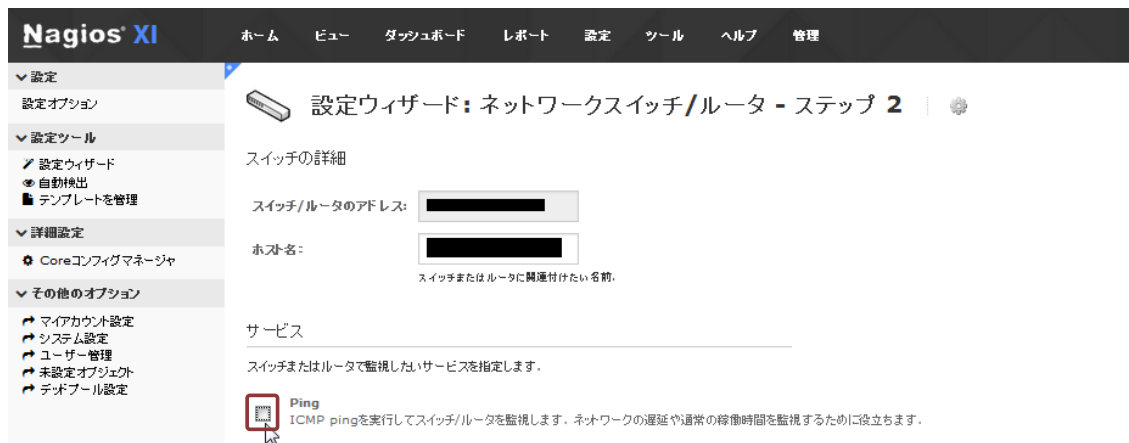 Nagios® XI
ホーム ビュー ダッシュボード レポート 設定 ツール ヘルプ 管理
設定
設定オプション
設定ツール
設定ウィザード
自動検出
テンプレートを管理
詳細設定
Coreコンフィグマネージャ
その他のオプション
マイアカウント設定
システム設定
ユーザー管理
未設定オブジェクト
デッドプール設定
設定ウィザード: ネットワークスイッチ/ルータ - ステップ 2
スイッチの詳細
スイッチ/ルータのアドレス:
ホスト名:
スイッチまたはルータに関連付けたい名前.
サービス
スイッチまたはルータで監視したいサービスを指定します.
Ping
ICMP pingを実行してスイッチ/ルータを監視します. ネットワークの遅延や通常の稼働時間を監視するために役立ちます.